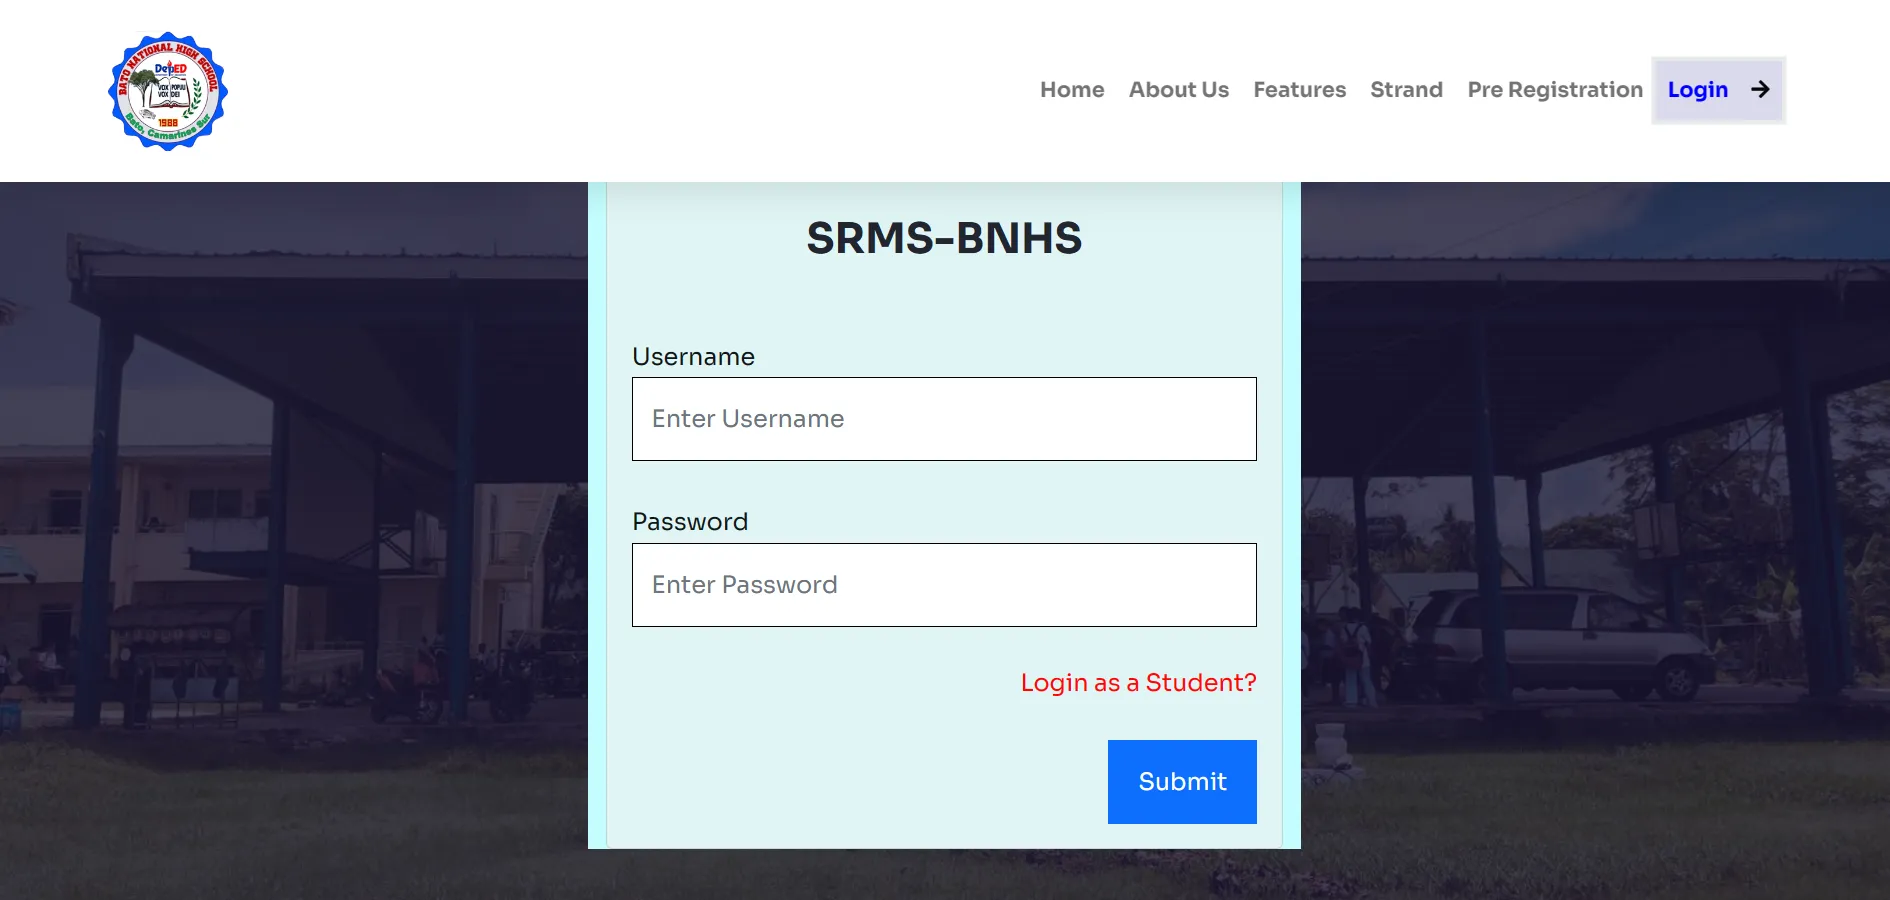 BATO NATIONAL HIGH SCHOOL
DepED
VOX POPULI
VOX DEI
1988
Bato, Camarines Sur
Home
About Us
Features
Strand
Pre Registration
Login
SRMS-BNHS
Username
Enter Username
Password
Enter Password
Login as a Student?
Submit